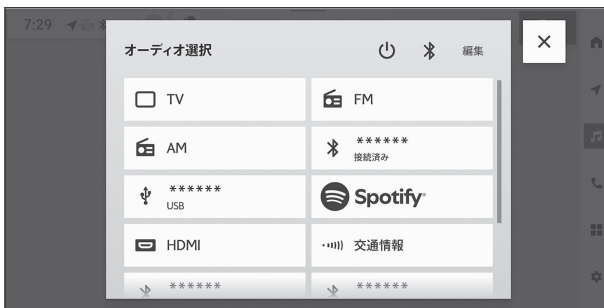 7:29
オーディオ選択
編集
TV
FM
AM
******
接続済み
******
USB
Spotify
HDMI
交通情報
******
******